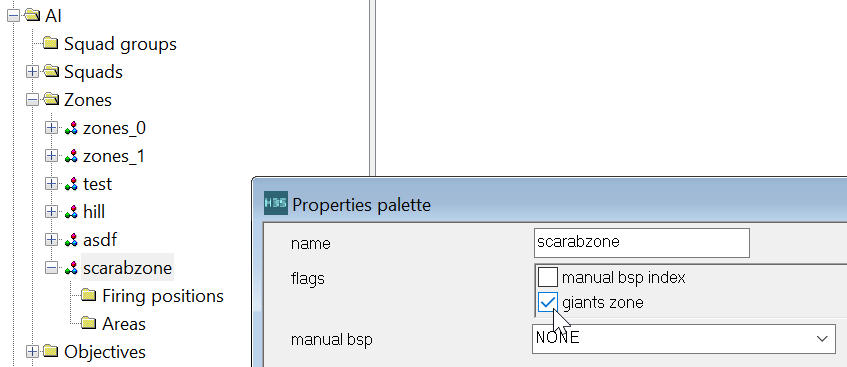 AI
Squad groups
Squads
Zones
zones_0
zones_1
test
hill
asdf
scarabzone
Firing positions
Areas
Objectives
H3S Properties palette
name scarabzone
flags manual bsp index
giants zone
manual bsp NONE